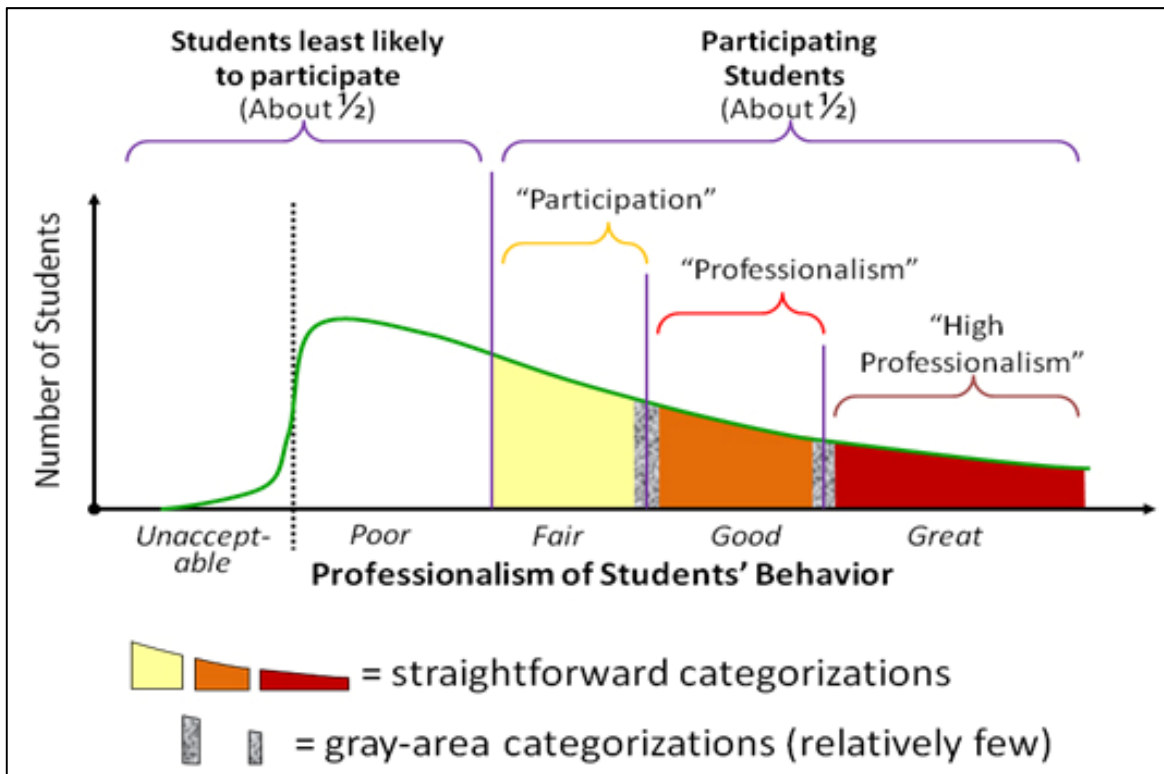 Students least likely
to participate
(About ½)
Participating
Students
(About ½)
“Participation”
“Professionalism”
“High
Professionalism”
Number of Students
Unaccept-
able
Poor
Fair
Good
Great
Professionalism of Students’ Behavior
= straightforward categorizations
= gray-area categorizations (relatively few)